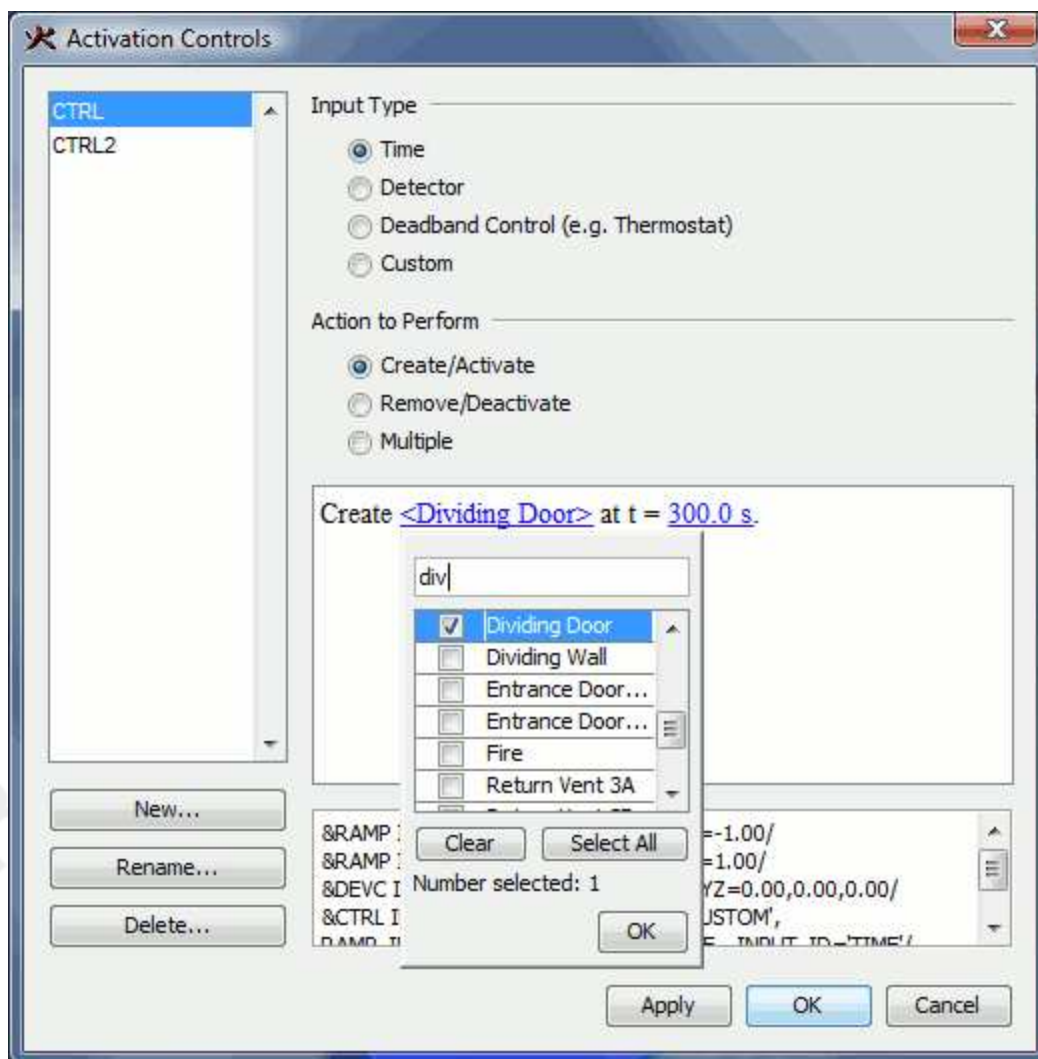 Activation Controls
CTRL
CTRL2
Input Type
Time
Detector
Deadband Control (e.g. Thermostat)
Custom
Action to Perform
Create/Activate
Remove/Deactivate
Multiple
Create <Dividing Door> at t = 300.0 s.
div
Dividing Door
Dividing Wall
Entrance Door...
Entrance Door...
Fire
Return Vent 3A
Clear
Select All
Number selected: 1
OK
New...
Rename...
Delete...
&RAMP =-1.00/
&RAMP =1.00/
&DEVC YZ=0.00,0.00,0.00/
&CTRL USTOM',
INPUT_ID='TIME'/
Apply
OK
Cancel